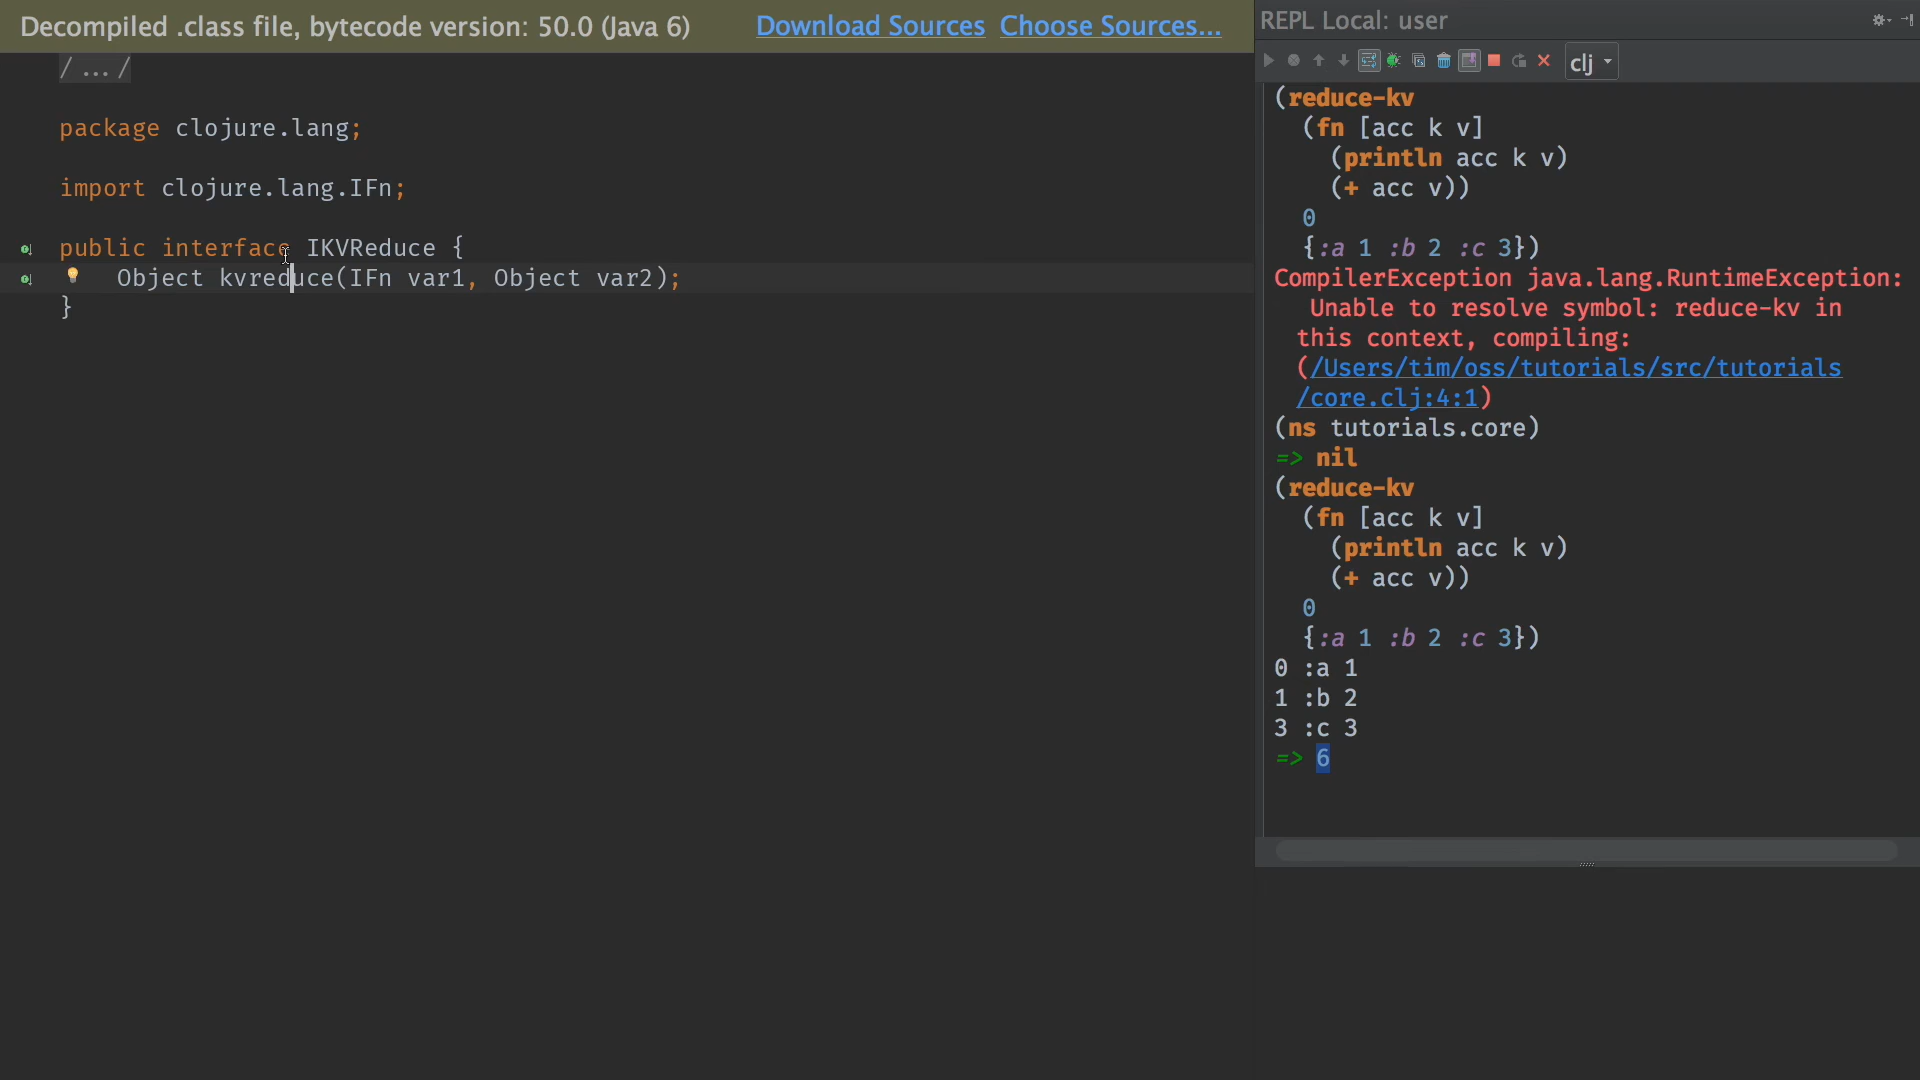 Decompiled .class file, bytecode version: 50.0 (Java 6) Download Sources Choose Sources...
/ ... /
package clojure.lang;
import clojure.lang.IFn;
public interface IKVReduce {
Object kvreduce(IFn var1, Object var2);
}
REPL Local: user
clj
(reduce-kv
(fn [acc k v]
(println acc k v)
(+ acc v))
0
{:a 1 :b 2 :c 3})
CompilerException java.lang.RuntimeException:
Unable to resolve symbol: reduce-kv in
this context, compiling:
(/Users/tim/oss/tutorials/src/tutorials
/core.clj:4:1)
(ns tutorials.core)
=> nil
(reduce-kv
(fn [acc k v]
(println acc k v)
(+ acc v))
0
{:a 1 :b 2 :c 3})
0 :a 1
1 :b 2
3 :c 3
=> 6